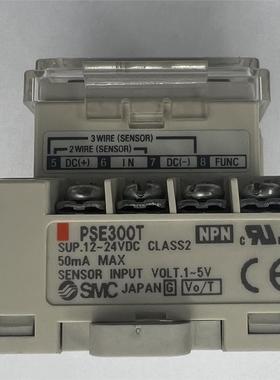 3 WIRE (SENSOR)
2 WIRE (SENSOR)
5 DC(+) 6 IN 7 DC(-) 8 FUNC
PSE300T NPN
SUP.12~24VDC CLASS2
50mA MAX
SENSOR INPUT VOLT.1~5V
SMC JAPAN G Vo/T